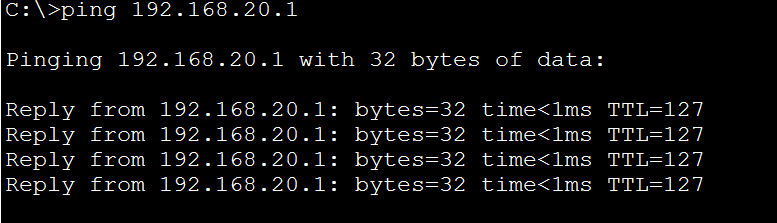 C:\>ping 192.168.20.1
Pinging 192.168.20.1 with 32 bytes of data:
Reply from 192.168.20.1: bytes=32 time<1ms TTL=127
Reply from 192.168.20.1: bytes=32 time<1ms TTL=127
Reply from 192.168.20.1: bytes=32 time<1ms TTL=127
Reply from 192.168.20.1: bytes=32 time<1ms TTL=127